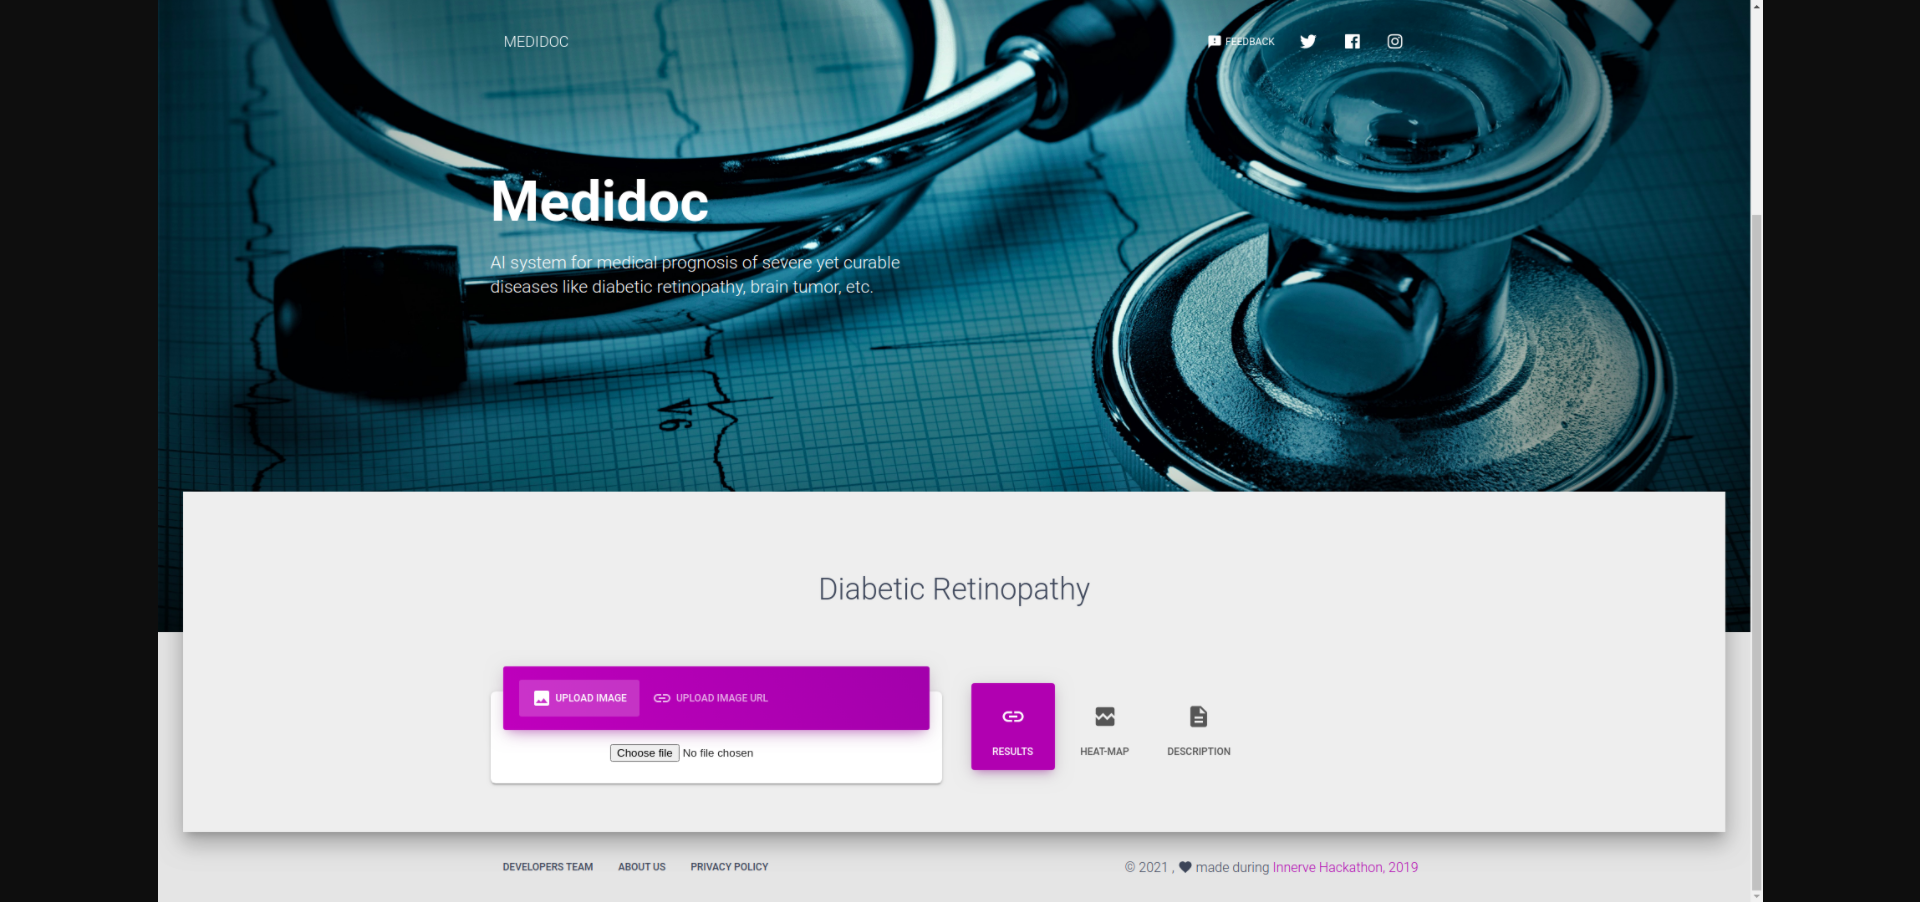 MEDIDOC
FEEDBACK
Medidoc
AI system for medical prognosis of severe yet curable
diseases like diabetic retinopathy, brain tumor, etc.
V6
Diabetic Retinopathy
UPLOAD IMAGE
UPLOAD IMAGE URL
Choose file No file chosen
RESULTS
HEAT-MAP
DESCRIPTION
DEVELOPERS TEAM
ABOUT US
PRIVACY POLICY
© 2021 , ♥ made during Innerve Hackathon, 2019